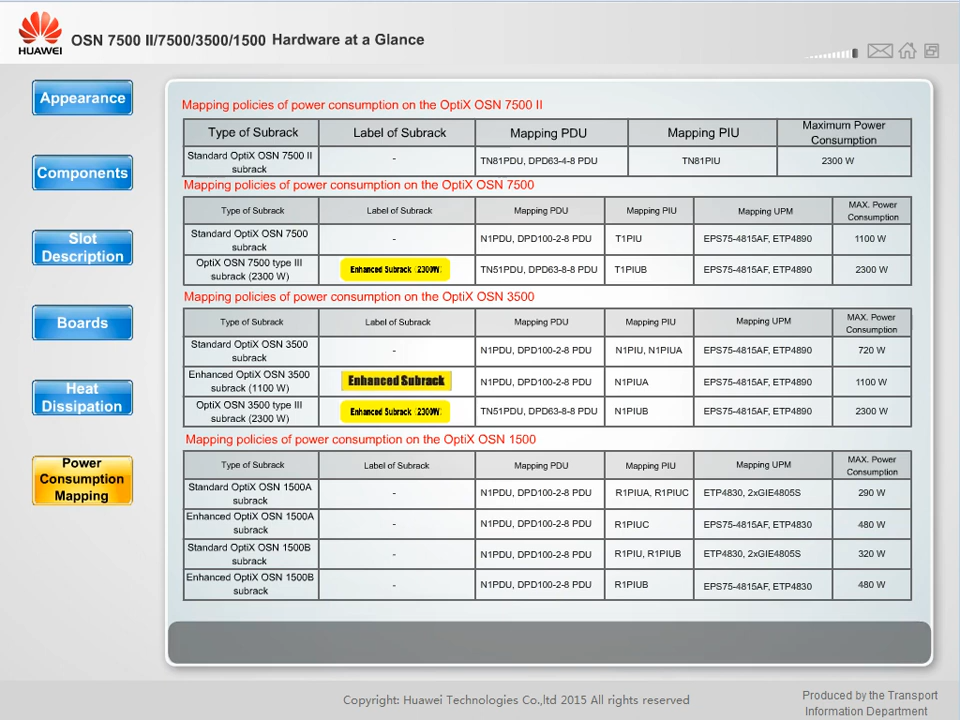 HUAWEI
OSN 7500 II/7500/3500/1500 Hardware at a Glance
Appearance
Components
Slot
Description
Boards
Heat
Dissipation
Power
Consumption
Mapping
Mapping policies of power consumption on the OptiX OSN 7500 II
Type of Subrack Label of Subrack Mapping PDU Mapping PIU Maximum Power Consumption
Standard OptiX OSN 7500 II subrack - TN81PDU, DPD63-4-8 PDU TN81PIU 2300 W
Mapping policies of power consumption on the OptiX OSN 7500
Type of Subrack Label of Subrack Mapping PDU Mapping PIU Mapping UPM MAX. Power Consumption
Standard OptiX OSN 7500 subrack - N1PDU, DPD100-2-8 PDU T1PIU EPS75-4815AF, ETP4890 1100 W
OptiX OSN 7500 type III subrack (2300 W) Enhanced Subrack (2300W) TN51PDU, DPD63-8-8 PDU T1PIUB EPS75-4815AF, ETP4890 2300 W
Mapping policies of power consumption on the OptiX OSN 3500
Type of Subrack Label of Subrack Mapping PDU Mapping PIU Mapping UPM MAX. Power Consumption
Standard OptiX OSN 3500 subrack - N1PDU, DPD100-2-8 PDU N1PIU, N1PIUA EPS75-4815AF, ETP4890 720 W
Enhanced OptiX OSN 3500 subrack (1100 W) Enhanced Subrack N1PDU, DPD100-2-8 PDU N1PIUA EPS75-4815AF, ETP4890 1100 W
OptiX OSN 3500 type III subrack (2300 W) Enhanced Subrack (2300W) TN51PDU, DPD63-8-8 PDU N1PIUB EPS75-4815AF, ETP4890 2300 W
Mapping policies of power consumption on the OptiX OSN 1500
Type of Subrack Label of Subrack Mapping PDU Mapping PIU Mapping UPM MAX. Power Consumption
Standard OptiX OSN 1500A subrack - N1PDU, DPD100-2-8 PDU R1PIUA, R1PIUC ETP4830, 2xGIE4805S 290 W
Enhanced OptiX OSN 1500A subrack - N1PDU, DPD100-2-8 PDU R1PIUC EPS75-4815AF, ETP4830 480 W
Standard OptiX OSN 1500B subrack - N1PDU, DPD100-2-8 PDU R1PIU, R1PIUB ETP4830, 2xGIE4805S 320 W
Enhanced OptiX OSN 1500B subrack - N1PDU, DPD100-2-8 PDU R1PIUB EPS75-4815AF, ETP4830 480 W
Copyright: Huawei Technologies Co.,ltd 2015 All rights reserved
Produced by the Transport
Information Department